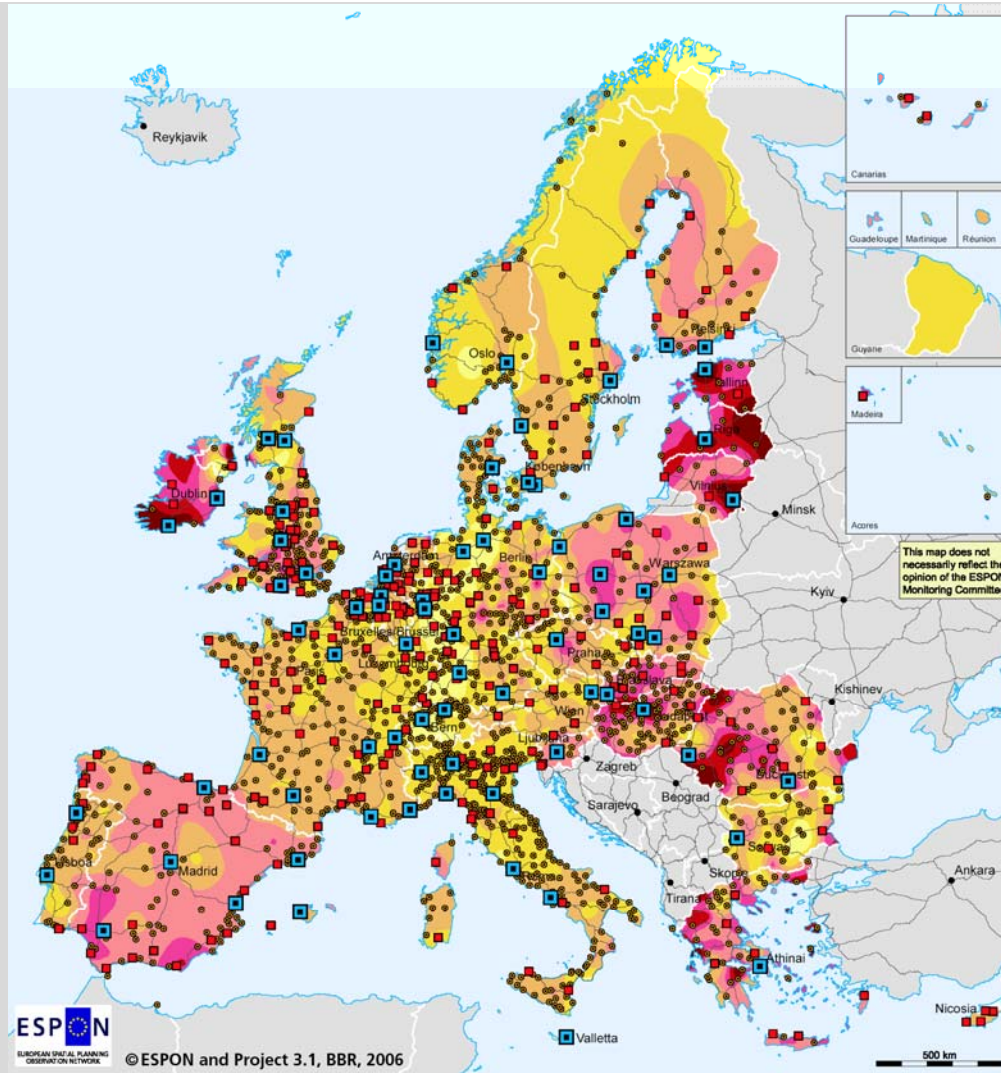 Reykjavik
Canarias
Guadeloupe
Martinique
Réunion
Guyane
Madeira
Acores
This map does not
necessarily reflect the
opinion of the ESPON
Monitoring Committee
Oslo
Helsinki
Stockholm
Tallinn
Riga
København
Vilnius
Minsk
Dublin
Amsterdam
Berlin
Warszawa
Kyiv
Bruxelles/Brussel
Luxembourg
Paris
Praha
Kishinev
Wien
Bratislava
Budapest
Bern
Ljubljana
Zagreb
Beograd
Bucuresti
Sarajevo
Sofiya
Skopje
Tirana
Ankara
Lisboa
Madrid
Roma
Athinai
Nicosia
Valletta
ESPON
EUROPEAN SPATIAL PLANNING
OBSERVATION NETWORK
© ESPON and Project 3.1, BBR, 2006
500 km